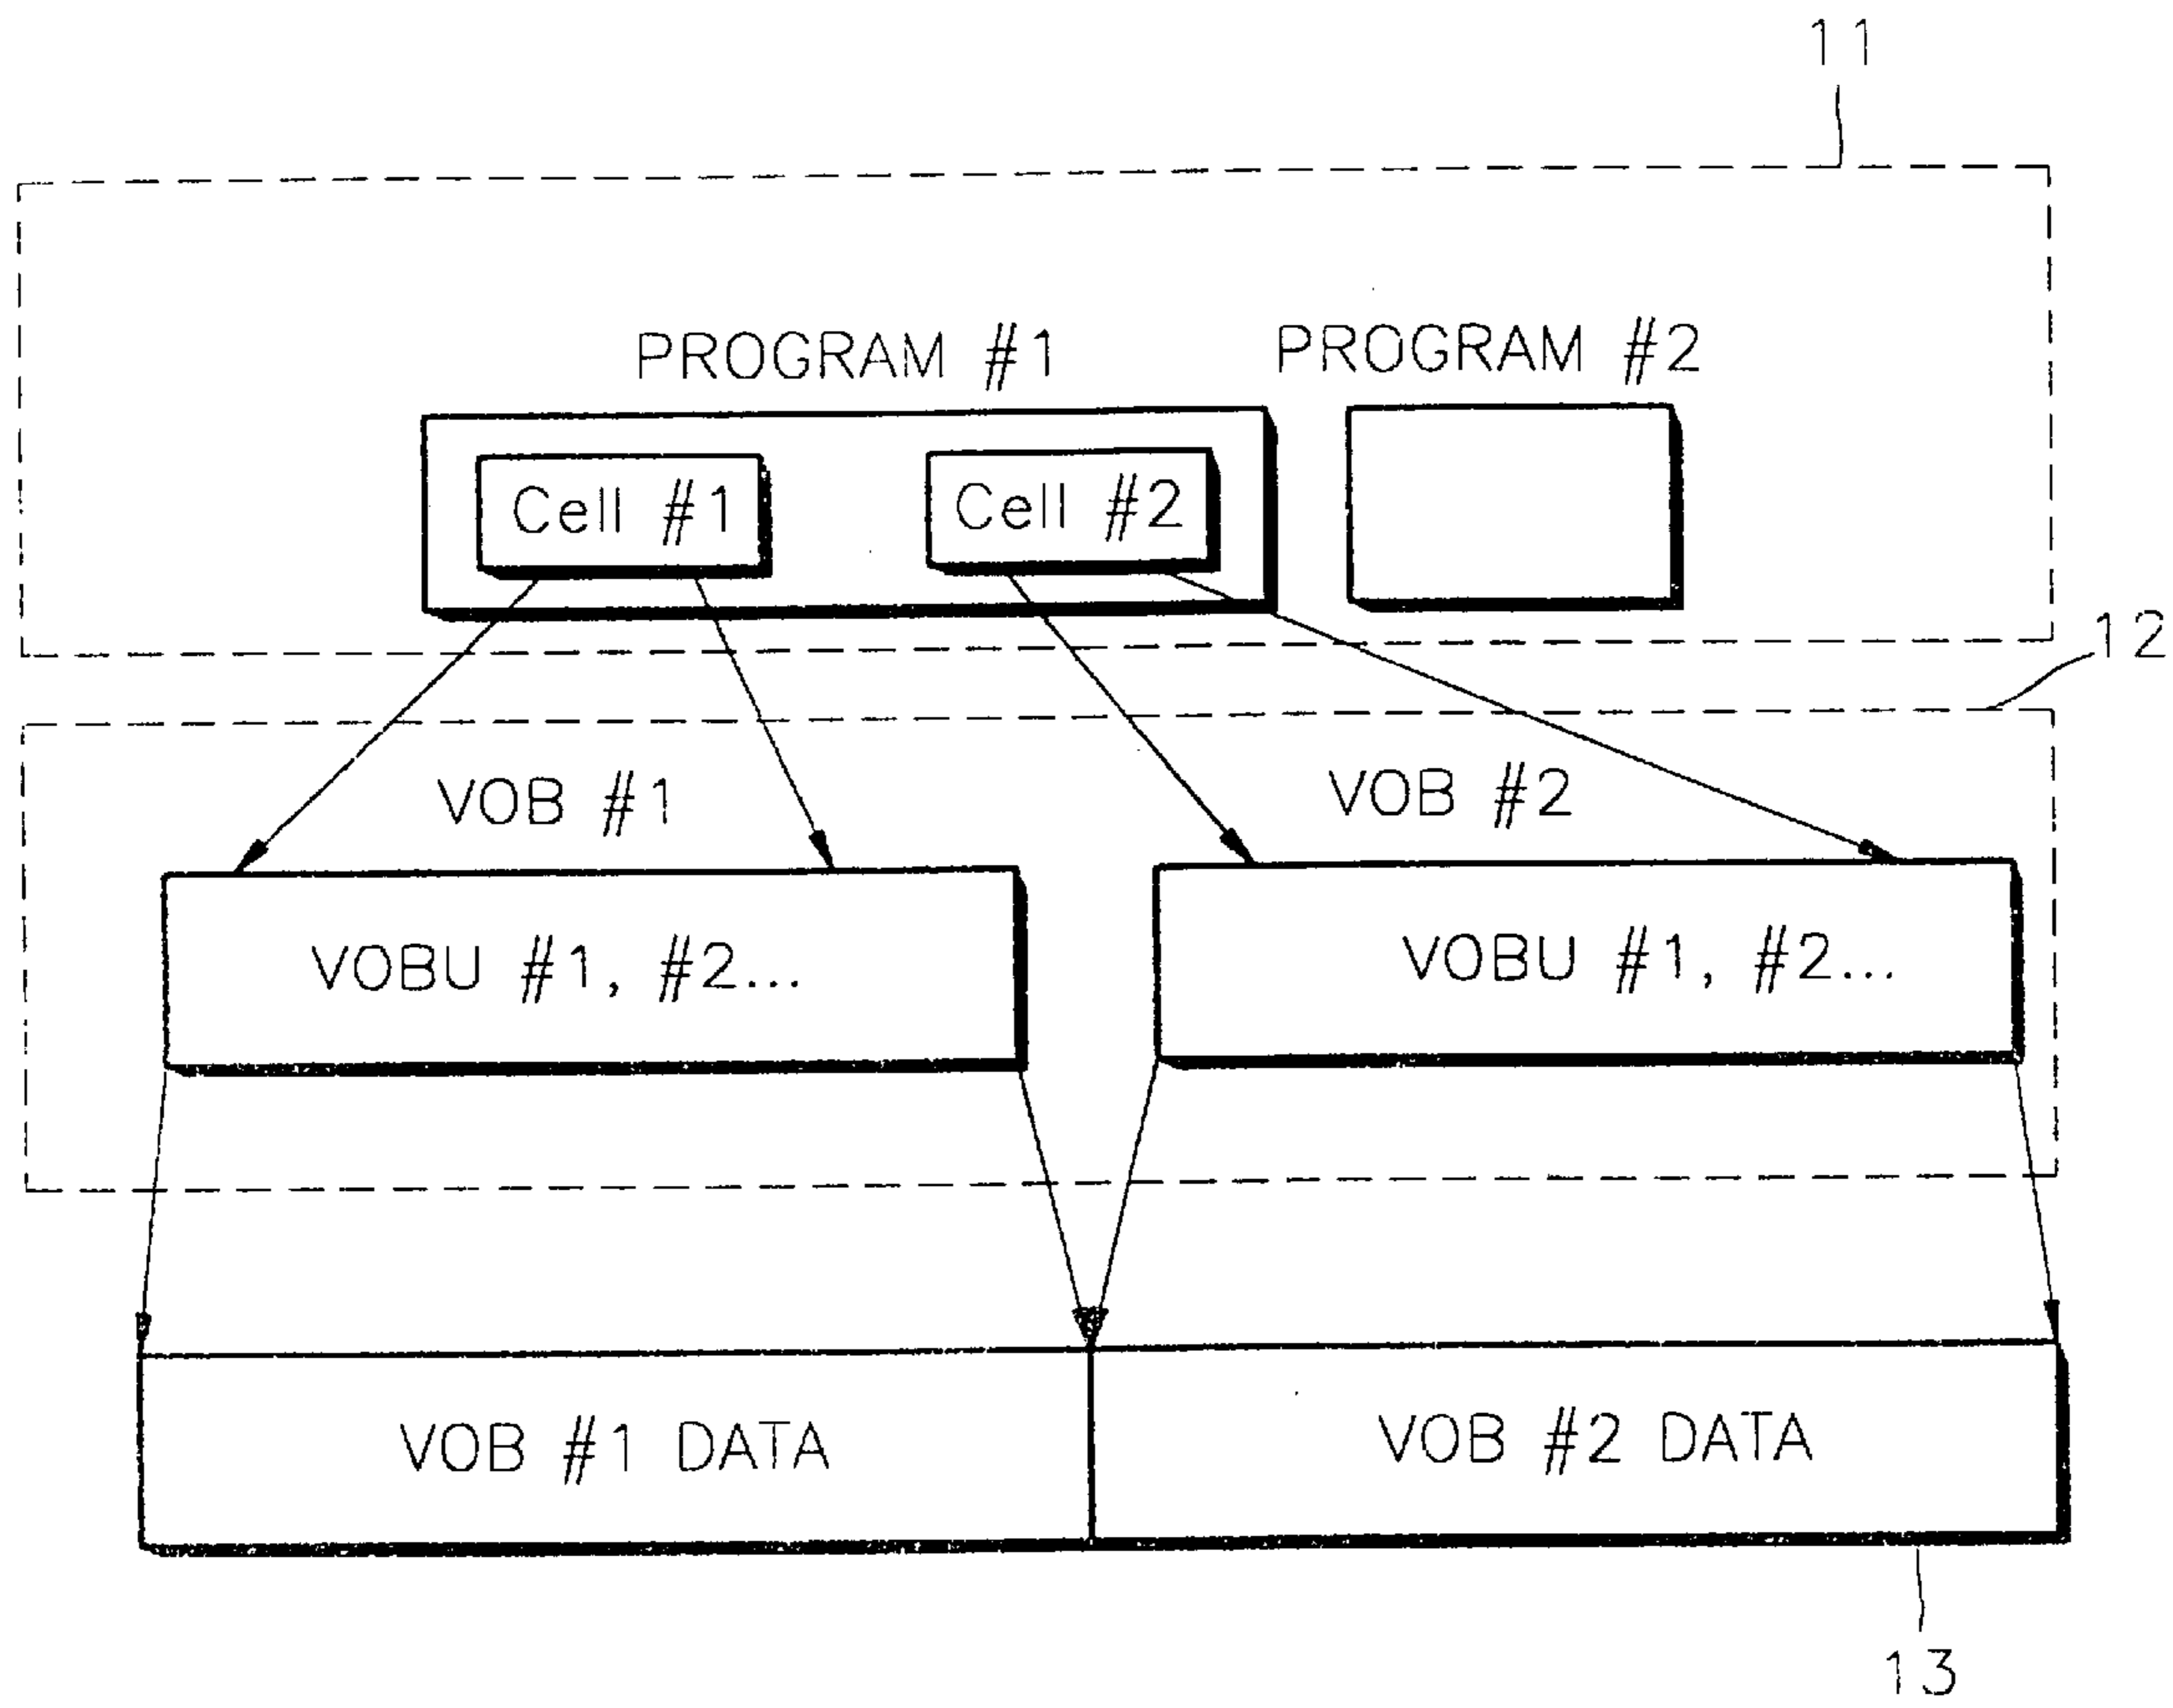 11
PROGRAM #1
PROGRAM #2
Cell #1
Cell #2
12
VOB #1
VOB #2
VOBU #1, #2...
VOBU #1, #2...
VOB #1 DATA
VOB #2 DATA
13